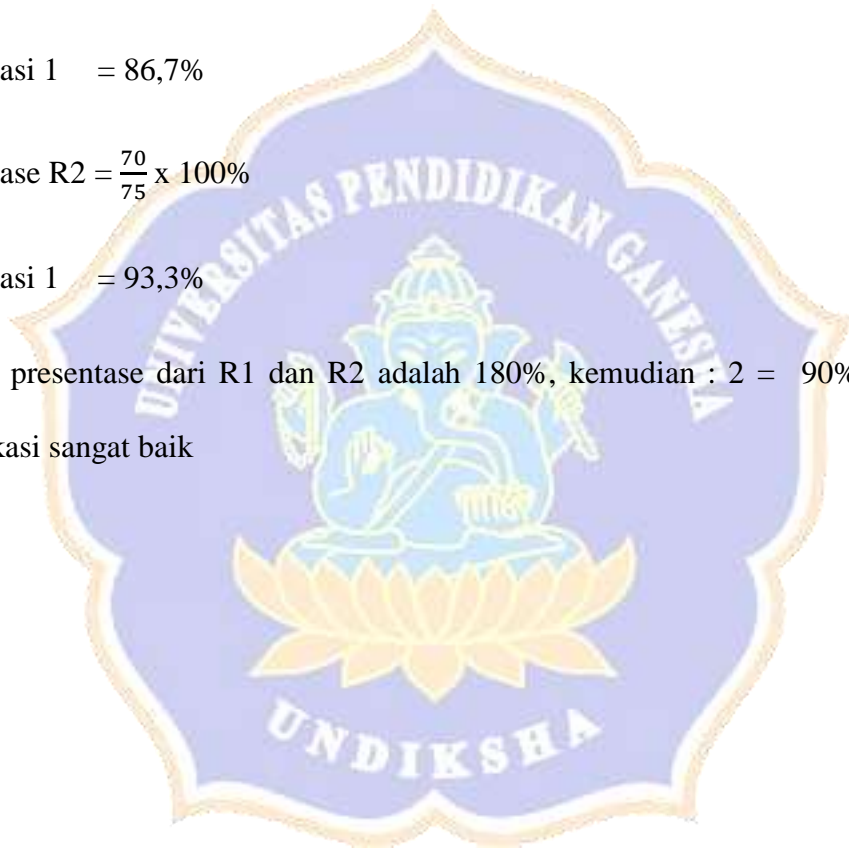 asi 1 = 86,7%
ase R2 = 70/75 x 100%
asi 1 = 93,3%
presentase dari R1 dan R2 adalah 180%, kemudian : 2 = 90%
kasi sangat baik
UNIVERSITAS PENDIDIKAN GANESHA
UNDIKSHA